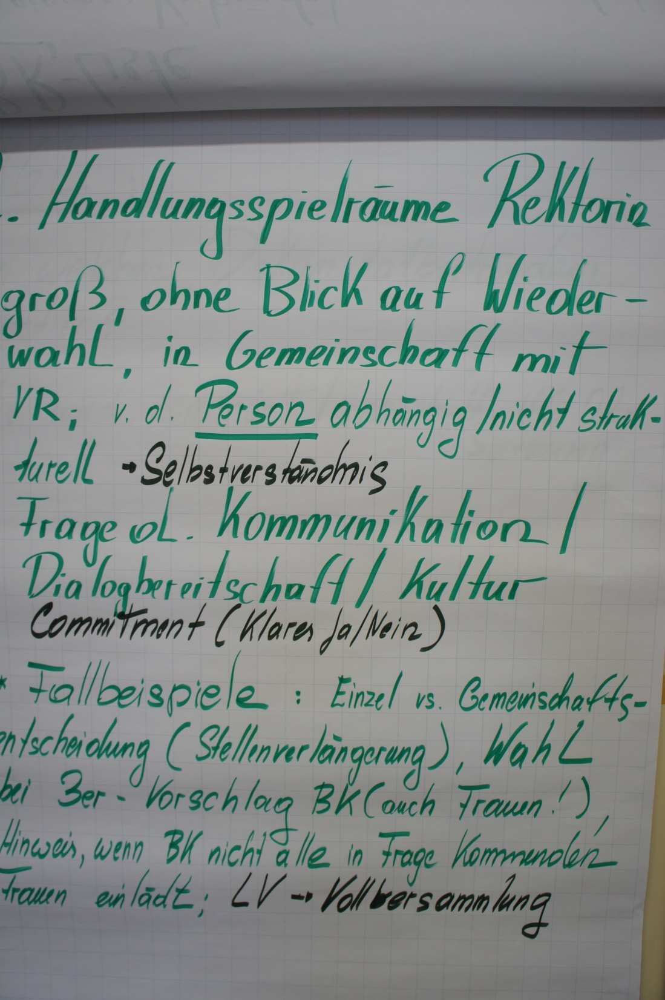 . Handlungsspielräume Rektorin
groß, ohne Blick auf Wieder-
wahl, in Gemeinschaft mit
VR; v. d. Person abhängig / nicht struk-
turell → Selbstverständnis
Frage d. Kommunikation /
Dialogbereitschaft / Kultur
Commitment (Klares Ja/Nein)
* Fallbeispiele : Einzel vs. Gemeinschafts-
entscheidung (Stellenverlängerung), Wahl
bei 3er-Vorschlag BK (auch Frauen!),
Hinweis, wenn BK nicht alle in Frage Kommenden
Frauen einlädt; LV → Vollversammlung